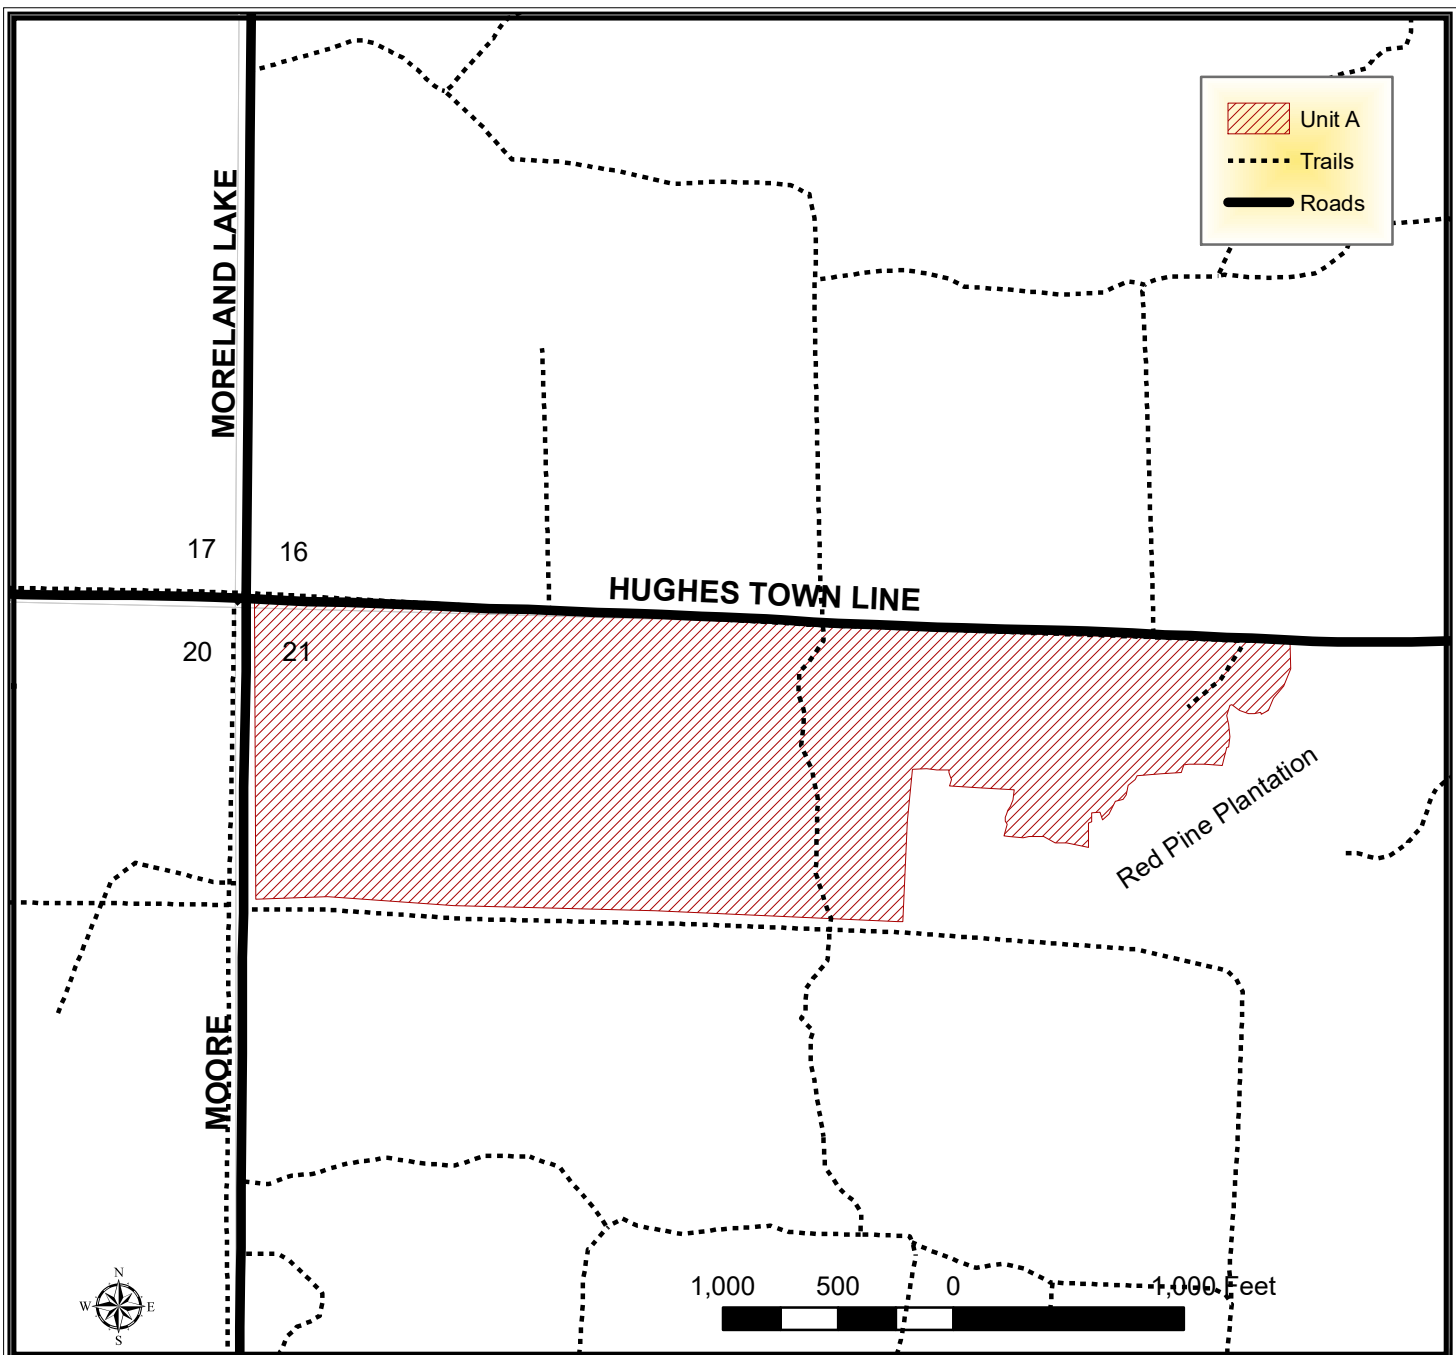 Unit A
Trails
Roads
MORELAND LAKE
17
16
HUGHES TOWN LINE
20
21
Red Pine Plantation
MOORE
N
W
E
S
1,000 500 0 1,000 Feet